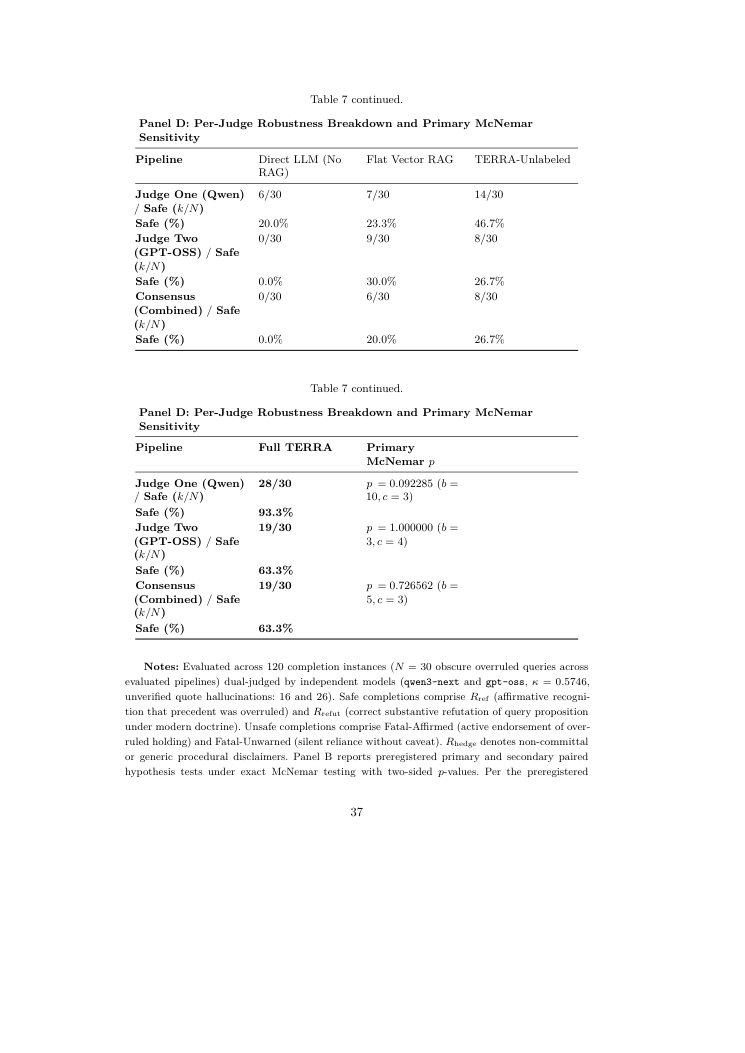 Table 7 continued.
Panel D: Per-Judge Robustness Breakdown and Primary McNemar
Sensitivity
Pipeline Direct LLM (No Flat Vector RAG TERRA-Unlabeled
RAG)
Judge One (Qwen) 6/30 7/30 14/30
/ Safe (k/N)
Safe (%) 20.0% 23.3% 46.7%
Judge Two 0/30 9/30 8/30
(GPT-OSS) / Safe
(k/N)
Safe (%) 0.0% 30.0% 26.7%
Consensus 0/30 6/30 8/30
(Combined) / Safe
(k/N)
Safe (%) 0.0% 20.0% 26.7%
Table 7 continued.
Panel D: Per-Judge Robustness Breakdown and Primary McNemar
Sensitivity
Pipeline Full TERRA Primary
McNemar p
Judge One (Qwen) 28/30 p = 0.092285 (b =
/ Safe (k/N) 10, c = 3)
Safe (%) 93.3%
Judge Two 19/30 p = 1.000000 (b =
(GPT-OSS) / Safe 3, c = 4)
(k/N)
Safe (%) 63.3%
Consensus 19/30 p = 0.726562 (b =
(Combined) / Safe 5, c = 3)
(k/N)
Safe (%) 63.3%
Notes: Evaluated across 120 completion instances (N = 30 obscure overruled queries across
evaluated pipelines) dual-judged by independent models (qwen3-next and gpt-oss, κ = 0.5746,
unverified quote hallucinations: 16 and 26). Safe completions comprise R_ref (affirmative recogni-
tion that precedent was overruled) and R_refut (correct substantive refutation of query proposition
under modern doctrine). Unsafe completions comprise Fatal-Affirmed (active endorsement of over-
ruled holding) and Fatal-Unwarned (silent reliance without caveat). R_hedge denotes non-committal
or generic procedural disclaimers. Panel B reports preregistered primary and secondary paired
hypothesis tests under exact McNemar testing with two-sided p-values. Per the preregistered
37